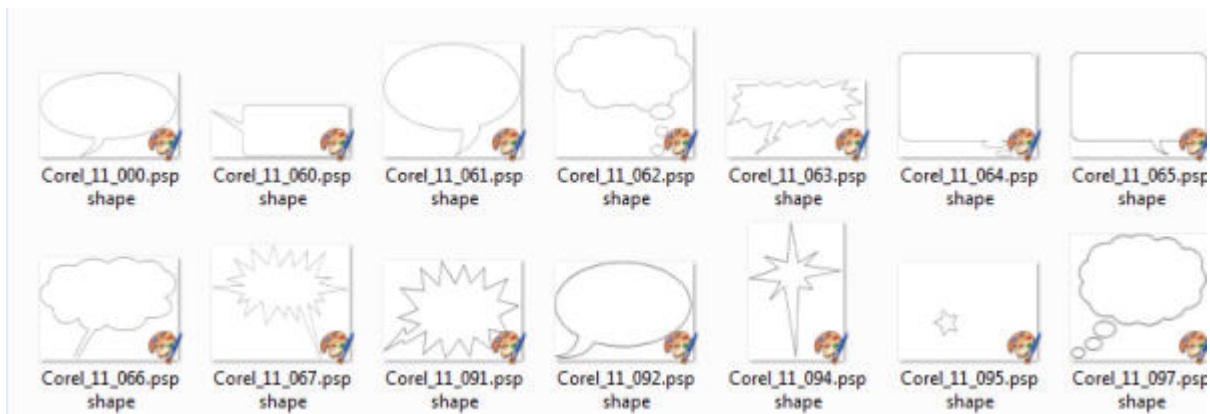 Corel_11_000.psp shape
Corel_11_060.psp shape
Corel_11_061.psp shape
Corel_11_062.psp shape
Corel_11_063.psp shape
Corel_11_064.psp shape
Corel_11_065.psp shape
Corel_11_066.psp shape
Corel_11_067.psp shape
Corel_11_091.psp shape
Corel_11_092.psp shape
Corel_11_094.psp shape
Corel_11_095.psp shape
Corel_11_097.psp shape